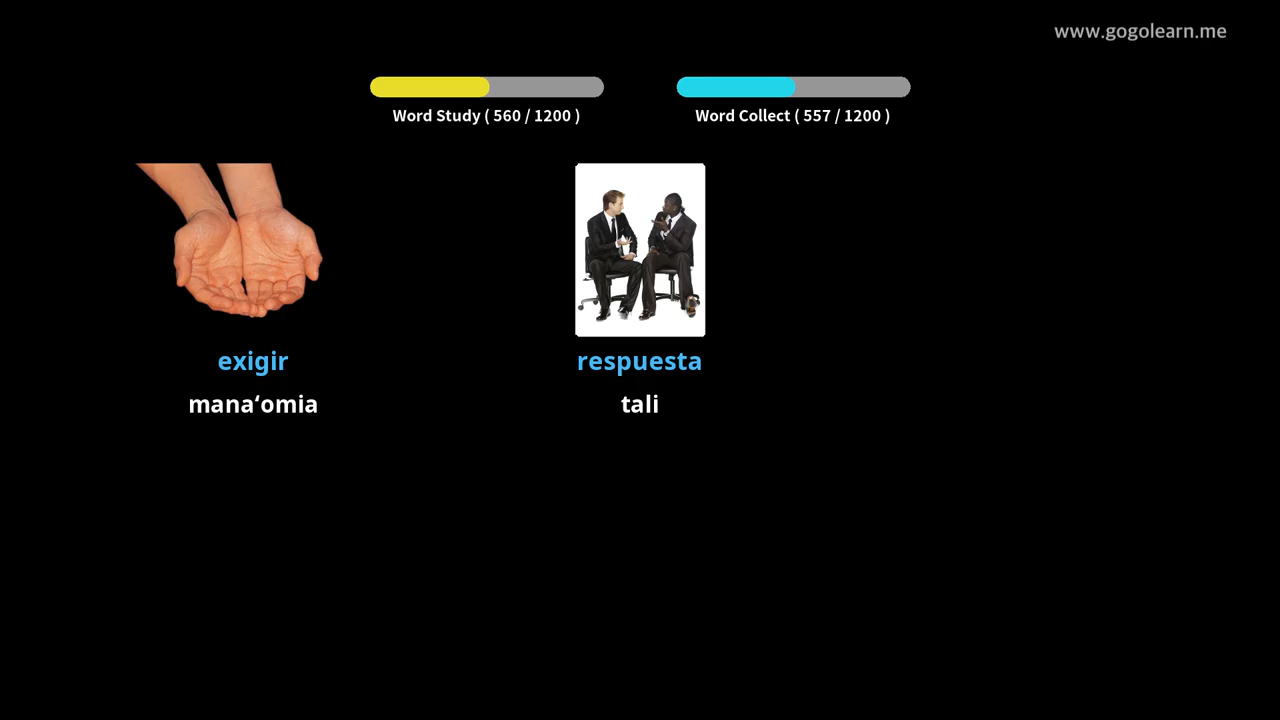 www.gogolearn.me
Word Study ( 560 / 1200 )
Word Collect ( 557 / 1200 )
exigir
manaʻomia
respuesta
tali